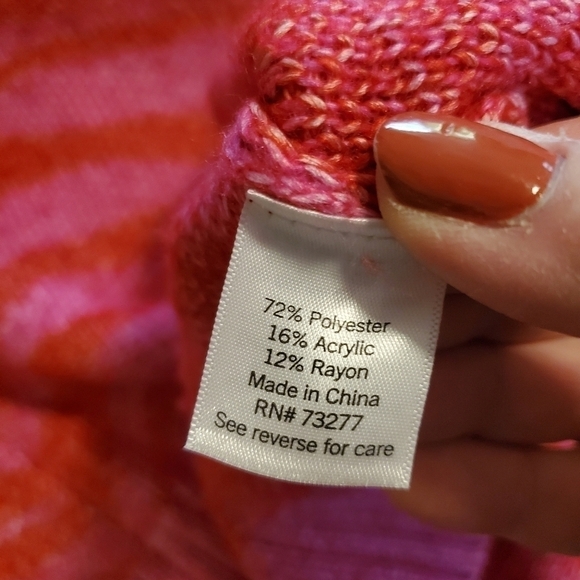 72% Polyester
16% Acrylic
12% Rayon
Made in China
RN# 73277
See reverse for care